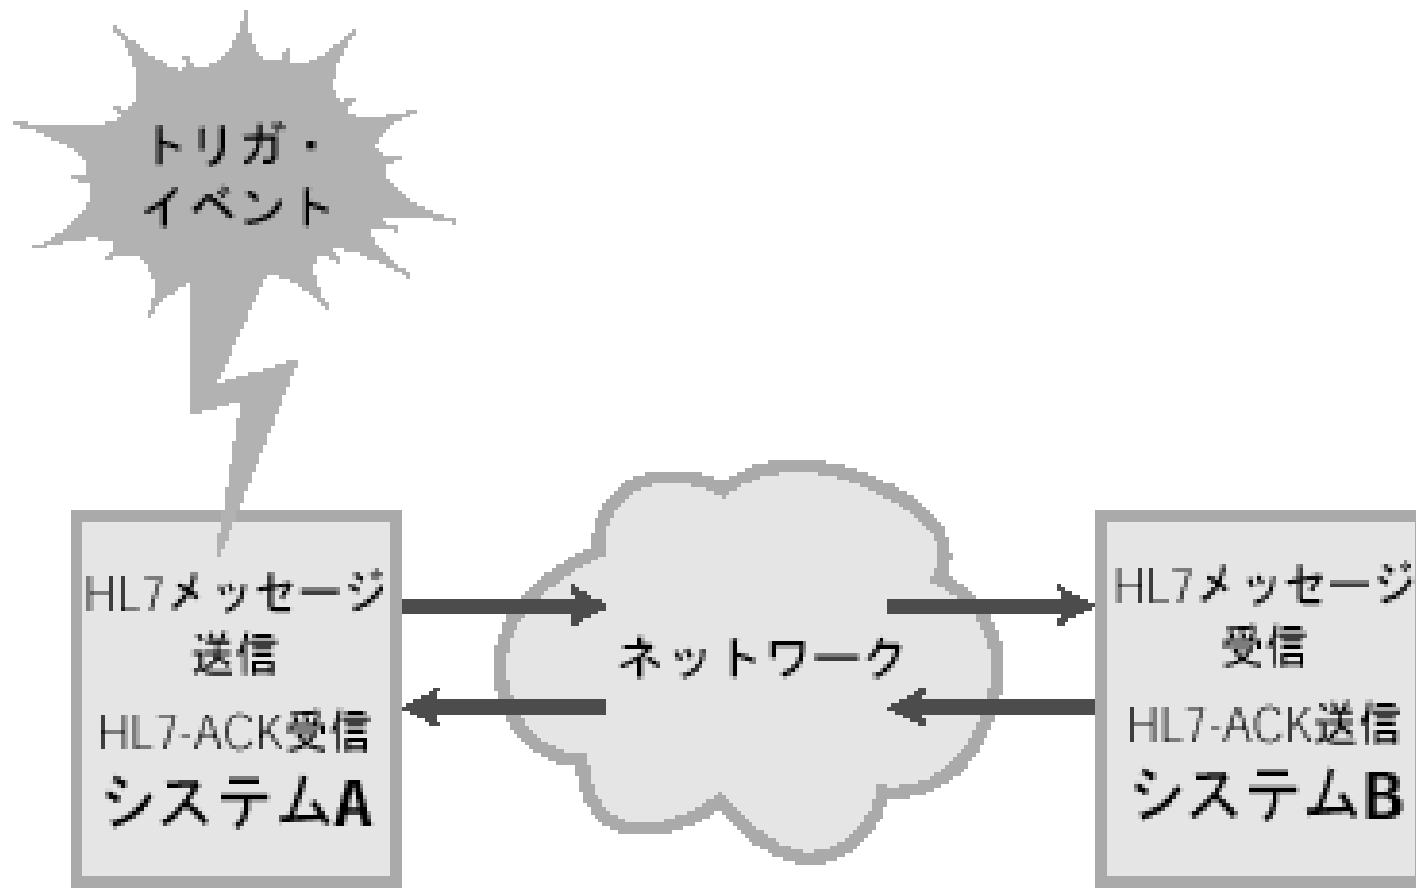 トリガ・
イベント
HL7メッセージ
送信
HL7-ACK受信
システムA
ネットワーク
HL7メッセージ
受信
HL7-ACK送信
システムB